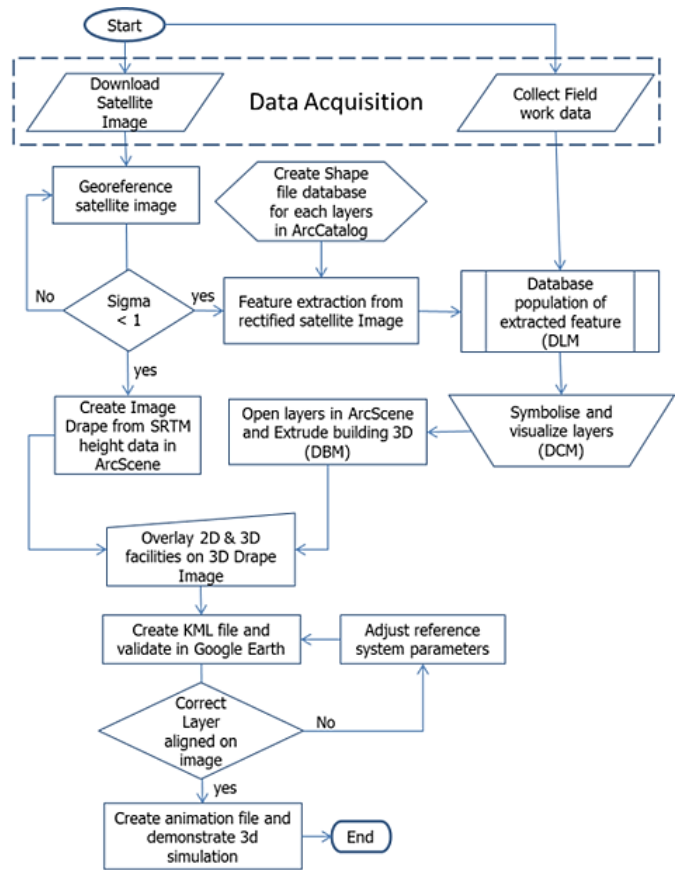 Start
Download
Satellite
Image
Data Acquisition
Collect Field
work data
Georeference
satellite image
Create Shape
file database
for each layers
in ArcCatalog
No
Sigma
< 1
yes
Feature extraction from
rectified satellite Image
Database
population of
extracted feature
(DLM
yes
Create Image
Drape from SRTM
height data in
ArcScene
Open layers in ArcScene
and Extrude building 3D
(DBM)
Symbolise and
visualize layers
(DCM)
Overlay 2D & 3D
facilities on 3D Drape
Image
Create KML file and
validate in Google Earth
Adjust reference
system parameters
Correct
Layer
aligned on
image
No
yes
Create animation file and
demonstrate 3d
simulation
End